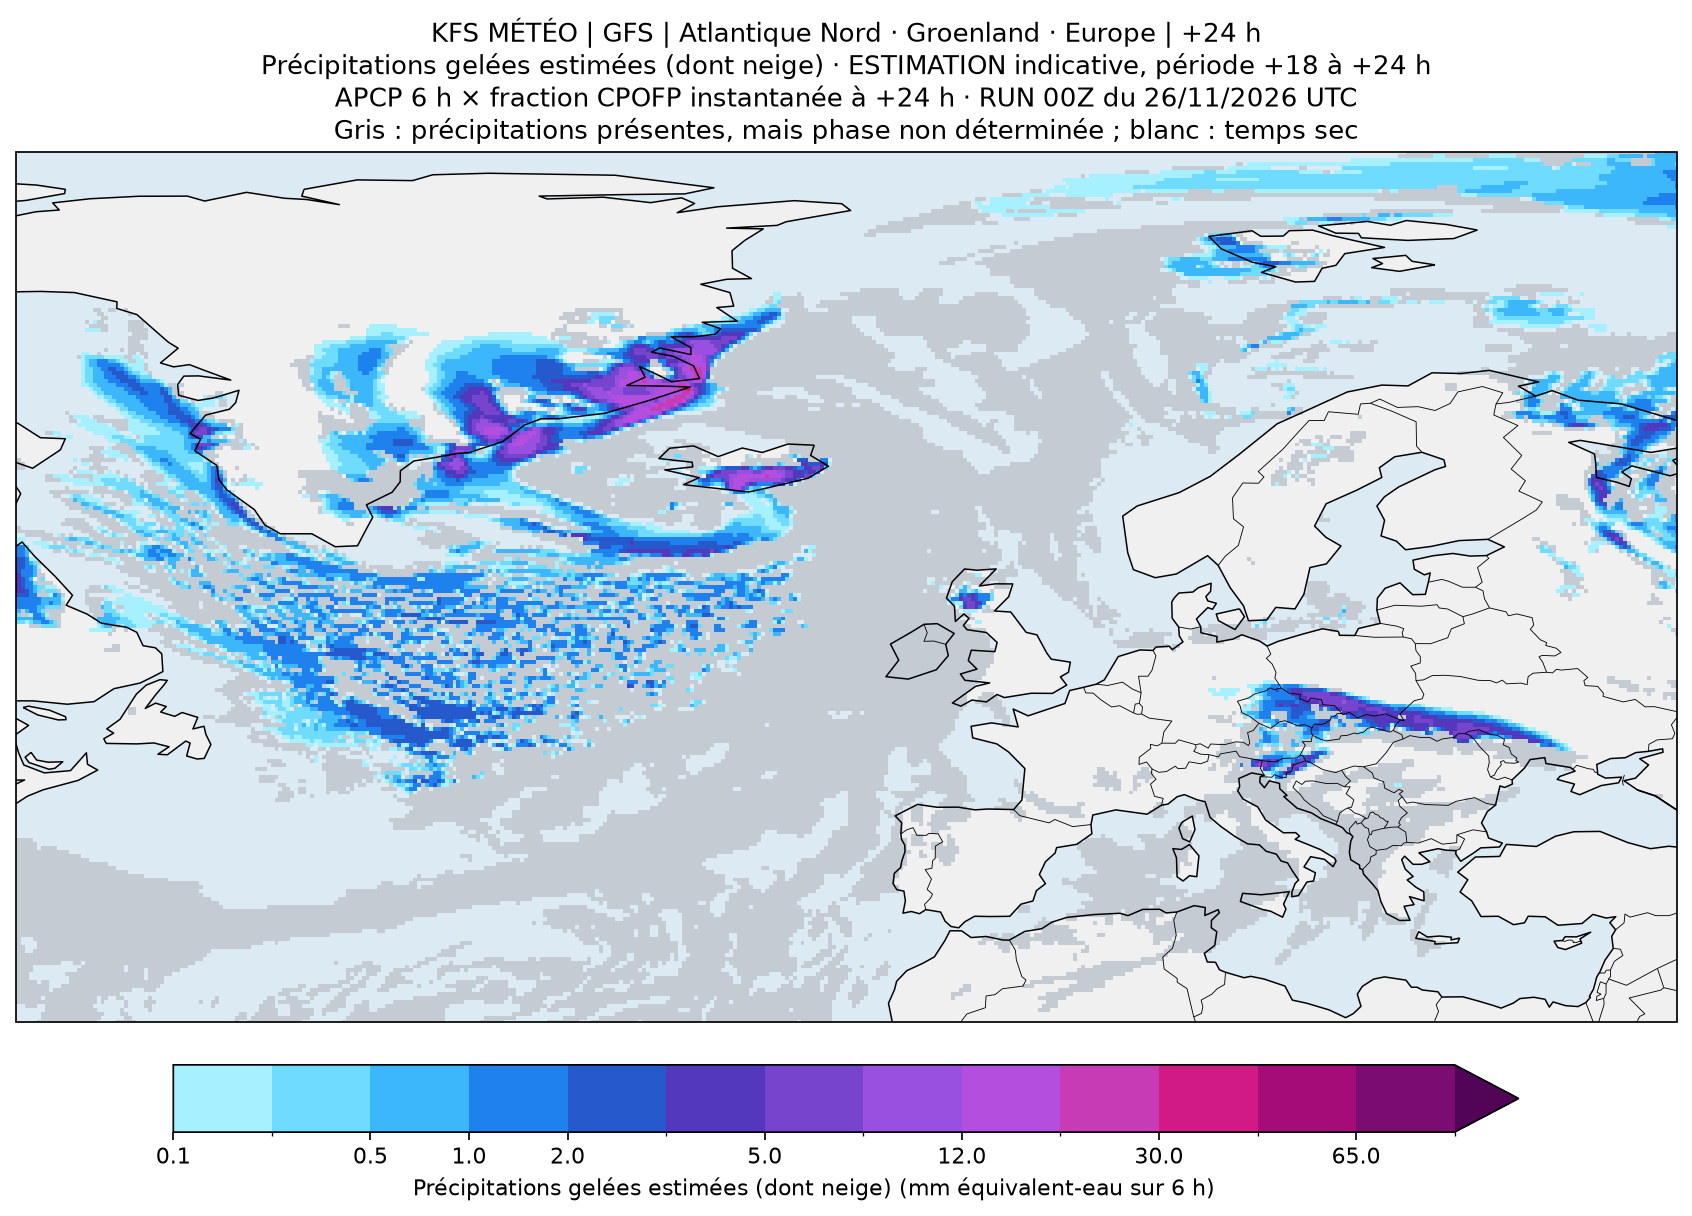 KFS MÉTÉO | GFS | Atlantique Nord · Groenland · Europe | +24 h
Précipitations gelées estimées (dont neige) · ESTIMATION indicative, période +18 à +24 h
APCP 6 h × fraction CPOFP instantanée à +24 h · RUN 00Z du 26/11/2026 UTC
Gris : précipitations présentes, mais phase non déterminée ; blanc : temps sec
0.1 0.5 1.0 2.0 5.0 12.0 30.0 65.0
Précipitations gelées estimées (dont neige) (mm équivalent-eau sur 6 h)